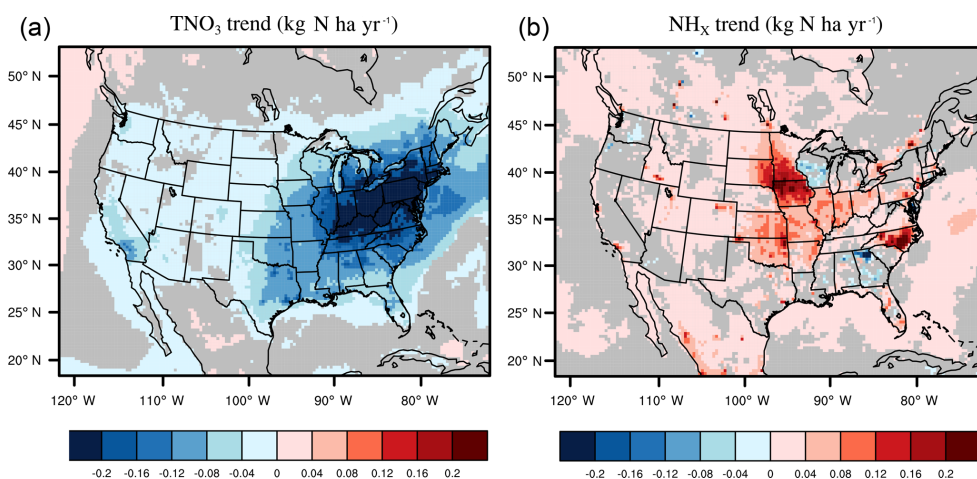 (a) TNO₃ trend (kg N ha yr⁻¹)
50° N
45° N
40° N
35° N
30° N
25° N
20° N
120° W 110° W 100° W 90° W 80° W
-0.2 -0.16 -0.12 -0.08 -0.04 0 0.04 0.08 0.12 0.16 0.2
(b) NHₓ trend (kg N ha yr⁻¹)
50° N
45° N
40° N
35° N
30° N
25° N
20° N
120° W 110° W 100° W 90° W 80° W
-0.2 -0.16 -0.12 -0.08 -0.04 0 0.04 0.08 0.12 0.16 0.2